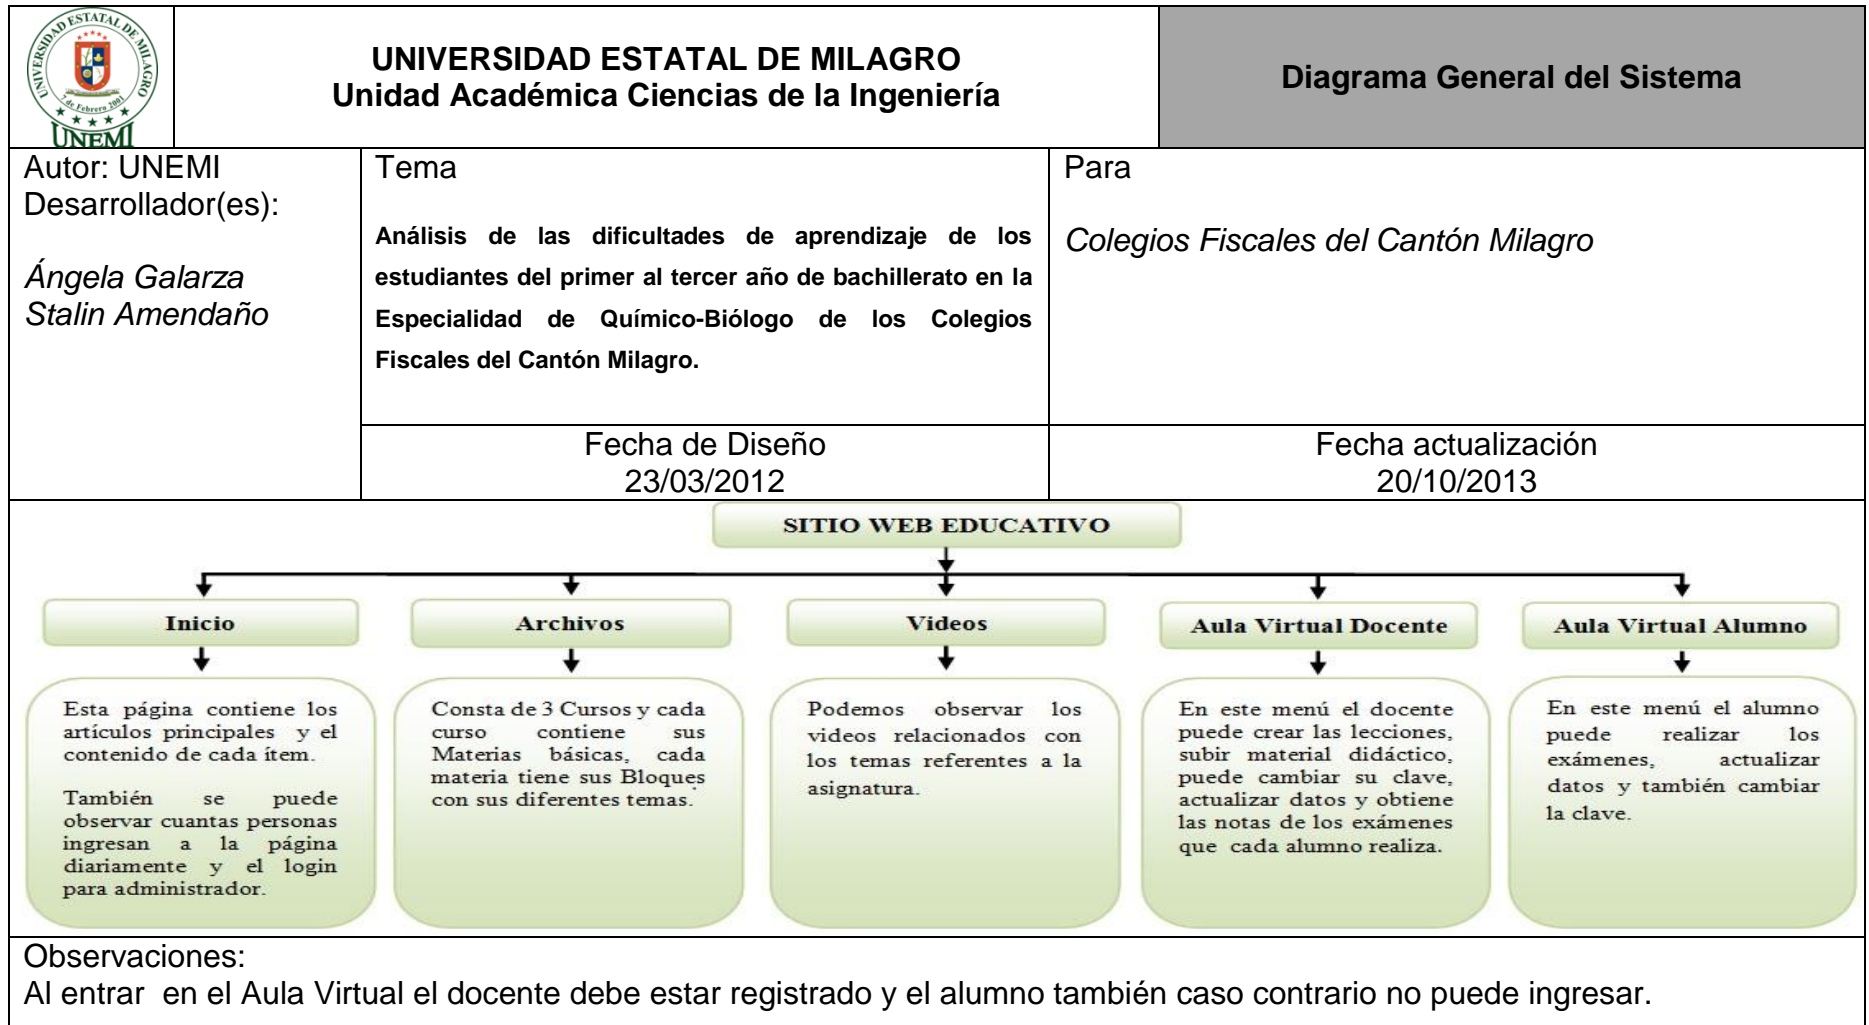 UNIVERSIDAD ESTATAL DE MILAGRO
7 de Febrero 2001
UNEMI
UNIVERSIDAD ESTATAL DE MILAGRO
Unidad Académica Ciencias de la Ingeniería
Diagrama General del Sistema
Autor: UNEMI
Desarrollador(es):
Ángela Galarza
Stalin Amendaño
Tema
Análisis de las dificultades de aprendizaje de los
estudiantes del primer al tercer año de bachillerato en la
Especialidad de Químico-Biólogo de los Colegios
Fiscales del Cantón Milagro.
Para
Colegios Fiscales del Cantón Milagro
Fecha de Diseño
23/03/2012
Fecha actualización
20/10/2013
SITIO WEB EDUCATIVO
Inicio
Archivos
Videos
Aula Virtual Docente
Aula Virtual Alumno
Esta página contiene los
artículos principales y el
contenido de cada ítem.
También se puede
observar cuantas personas
ingresan a la página
diariamente y el login
para administrador.
Consta de 3 Cursos y cada
curso contiene sus
Materias básicas, cada
materia tiene sus Bloques
con sus diferentes temas.
Podemos observar los
videos relacionados con
los temas referentes a la
asignatura.
En este menú el docente
puede crear las lecciones,
subir material didáctico,
puede cambiar su clave,
actualizar datos y obtiene
las notas de los exámenes
que cada alumno realiza.
En este menú el alumno
puede realizar los
exámenes, actualizar
datos y también cambiar
la clave.
Observaciones:
Al entrar en el Aula Virtual el docente debe estar registrado y el alumno también caso contrario no puede ingresar.